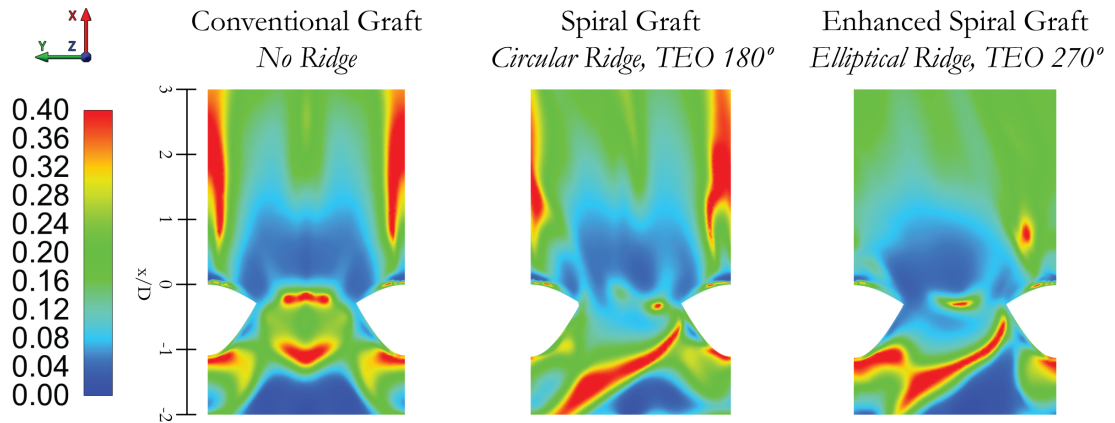 X
Y
Z
Conventional Graft
No Ridge
Spiral Graft
Circular Ridge, TEO 180º
Enhanced Spiral Graft
Elliptical Ridge, TEO 270º
0.40
0.36
0.32
0.28
0.24
0.20
0.16
0.12
0.08
0.04
0.00
3
2
1
0
-1
-2
x/D